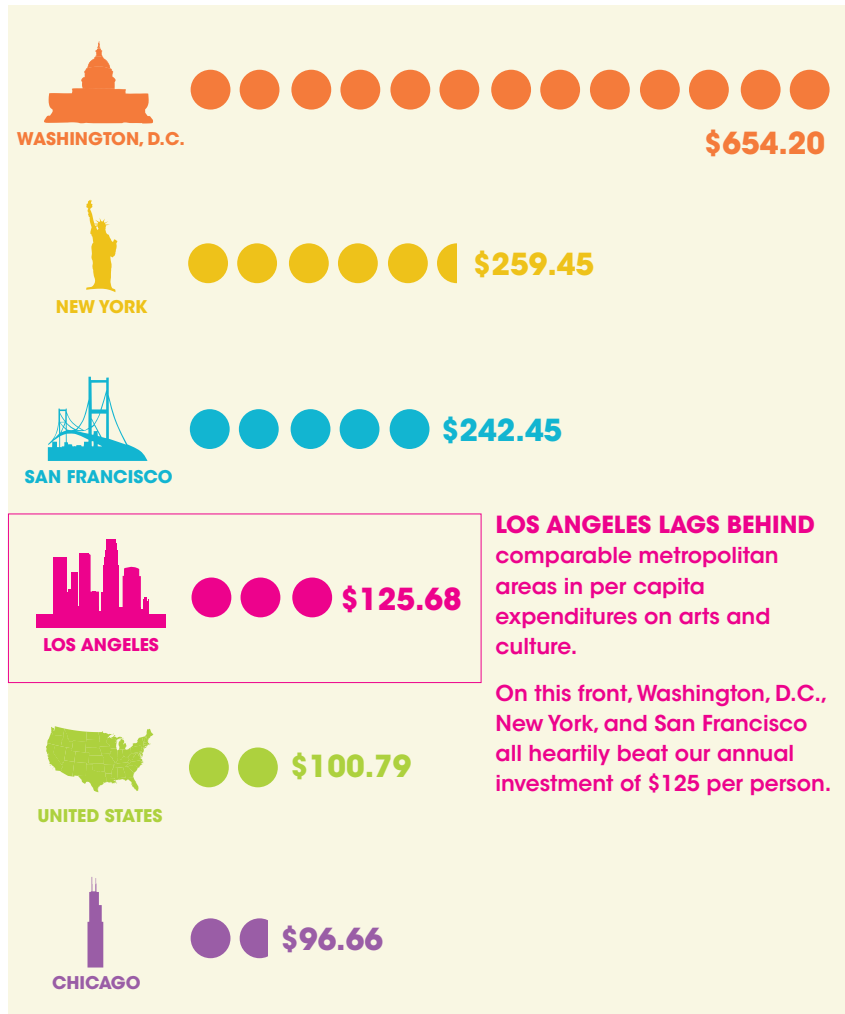 WASHINGTON, D.C.
$654.20
NEW YORK
$259.45
SAN FRANCISCO
$242.45
LOS ANGELES
$125.68
LOS ANGELES LAGS BEHIND
comparable metropolitan
areas in per capita
expenditures on arts and
culture.
On this front, Washington, D.C.,
New York, and San Francisco
all heartily beat our annual
investment of $125 per person.
UNITED STATES
$100.79
CHICAGO
$96.66